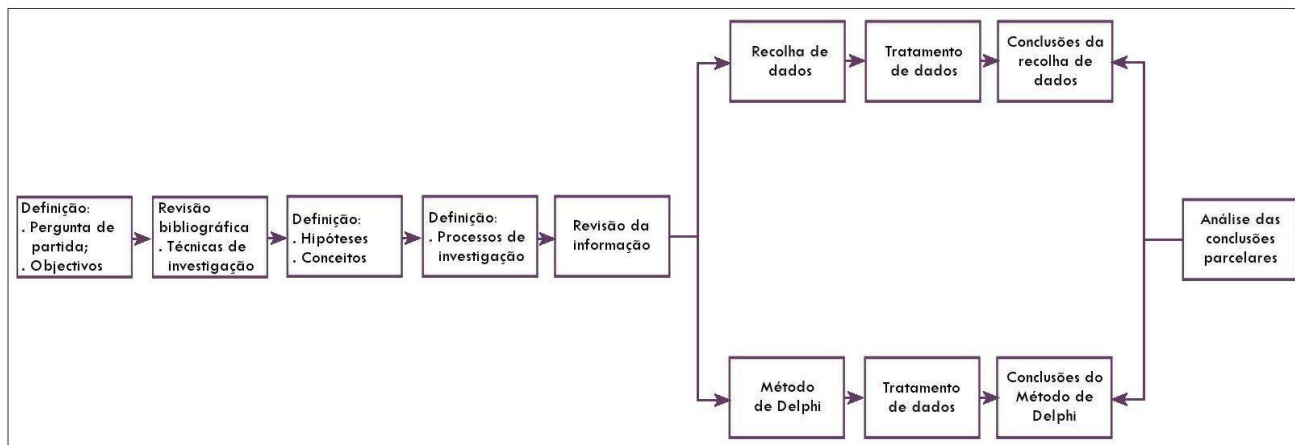 Definição:
. Pergunta de
partida;
. Objectivos
Revisão
bibliográfica
. Técnicas de
investigação
Definição:
. Hipóteses
. Conceitos
Definição:
. Processos de
investigação
Revisão da
informação
Recolha de
dados
Tratamento
de dados
Conclusões da
recolha de
dados
Método
de Delphi
Tratamento
de dados
Conclusões do
Método de
Delphi
Análise das
conclusões
parcelares